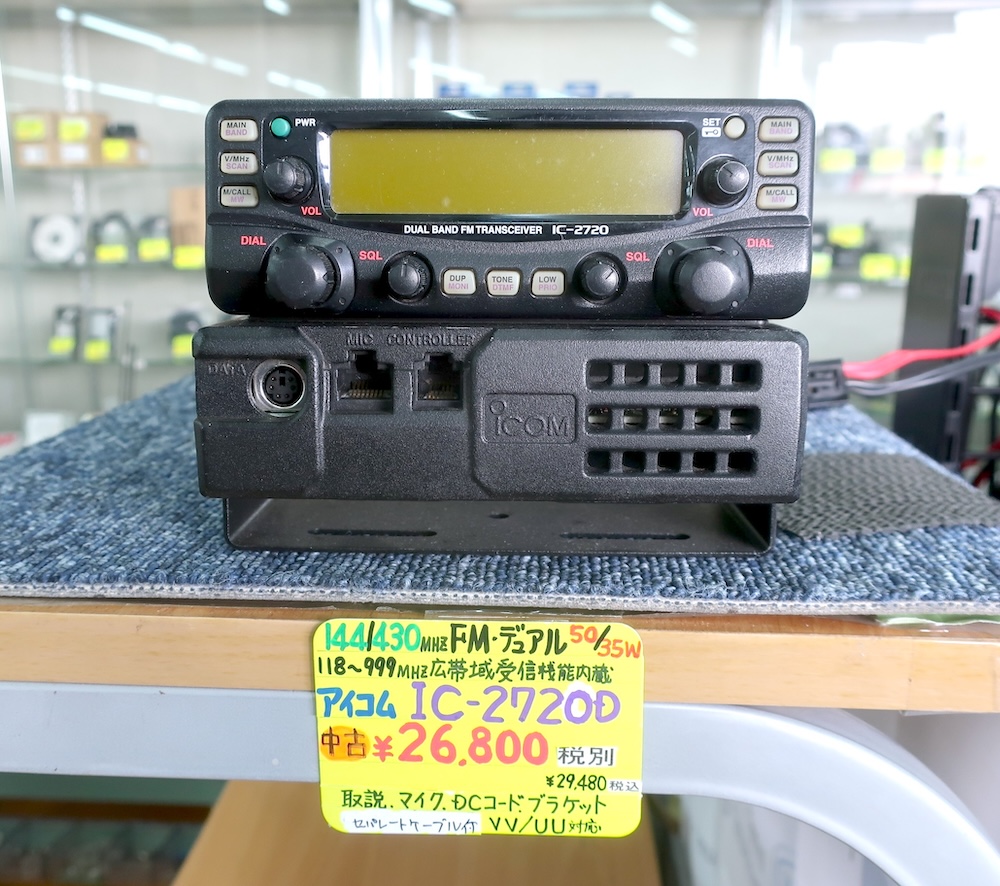 MAIN
BAND
PWR
V/MHz
SCAN
M/CALL
MW
VOL
SET
MAIN
BAND
V/MHz
SCAN
M/CALL
MW
VOL
DUAL BAND FM TRANSCEIVER IC-2720
DIAL
SQL
DUP
MONI
TONE
DTMF
LOW
PRIO
SQL
DIAL
DATA
MIC CONTROLLER
ICOM
144/430MHz FM・デュアル 50/35W
118～999MHz広帯域受信機能内蔵
アイコム IC-2720D
中古 ¥26,800 税別
¥29,480 税込
取説、マイク、DCコード、ブラケット
セパレートケーブル付 VV/UU対応